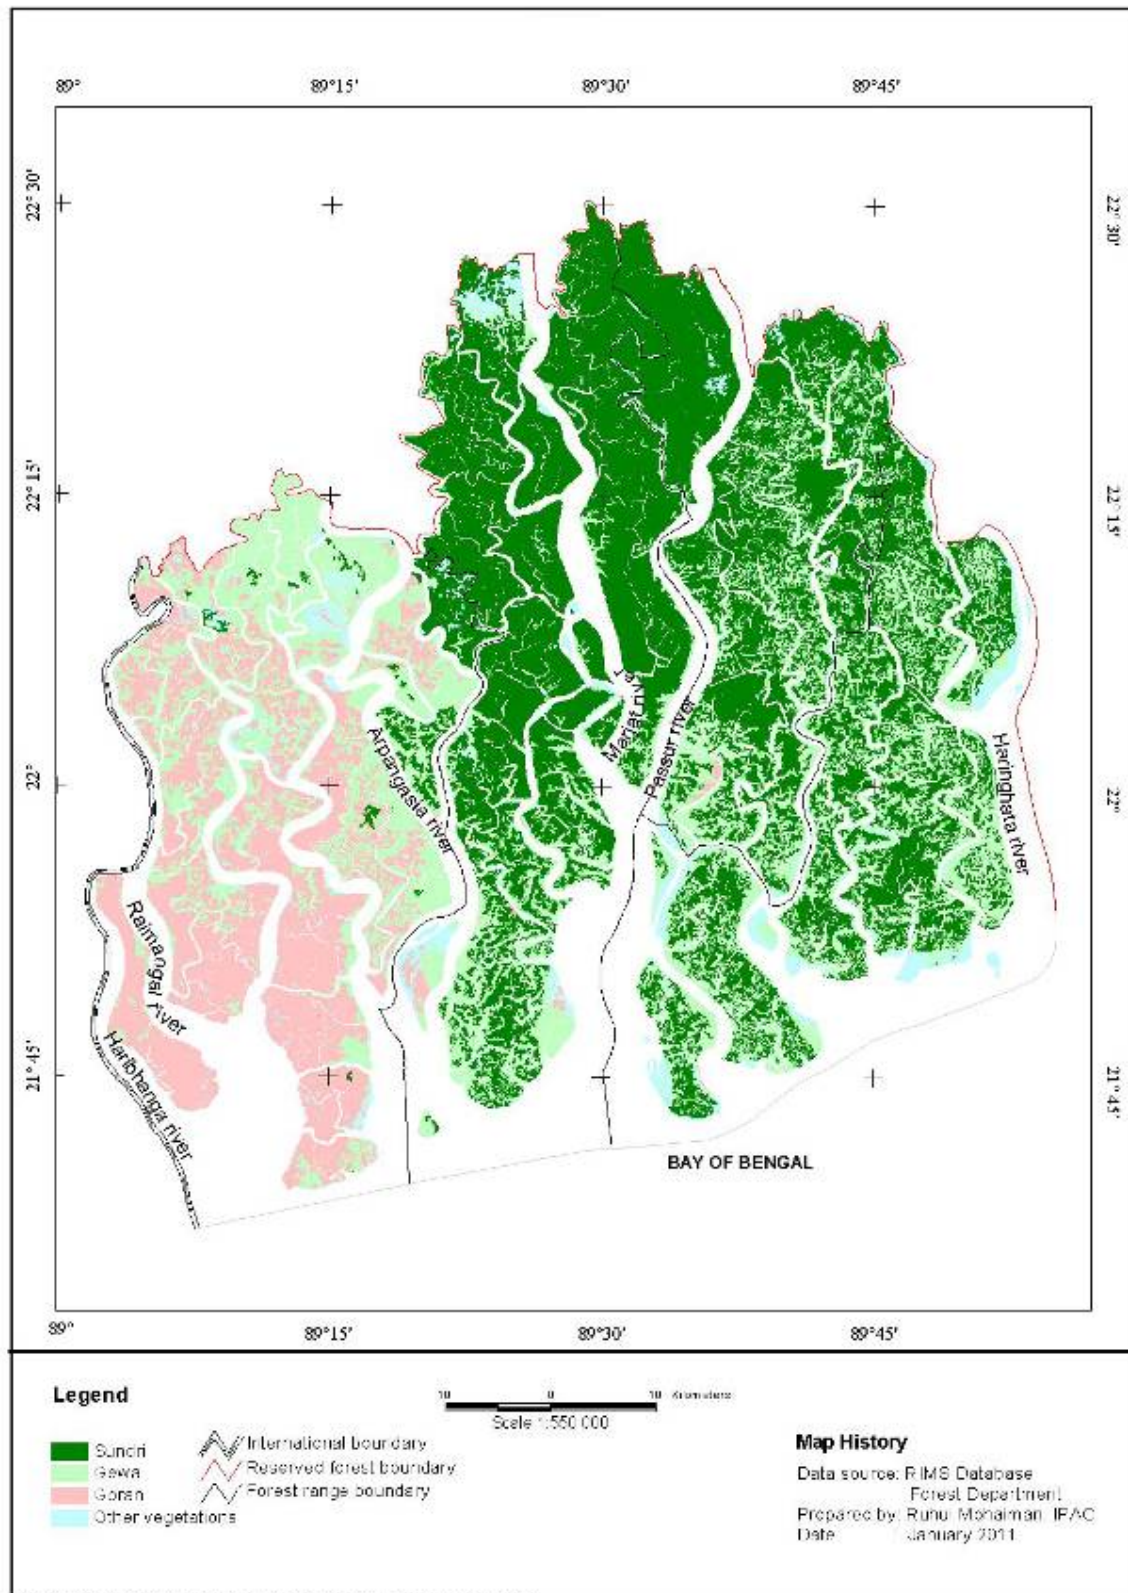 89° 89°15' 89°30' 89°45'
22° 30' 22° 30'
22° 15' 22° 15'
22° 22°
21° 45' 21° 45'
Arpangasia river
Marjat river
Passur river
Haringhata river
Raimangal river
Haribhanga river
BAY OF BENGAL
89° 89°15' 89°30' 89°45'
Legend
10 0 10 Kilometers
Scale 1:550 000
Sundri
Gewa
Goran
Other vegetations
International boundary
Reserved forest boundary
Forest range boundary
Map History
Data source: RIMS Database
Forest Department
Prepared by: Ruhul Mohaiman, IPAC
Date January 2011